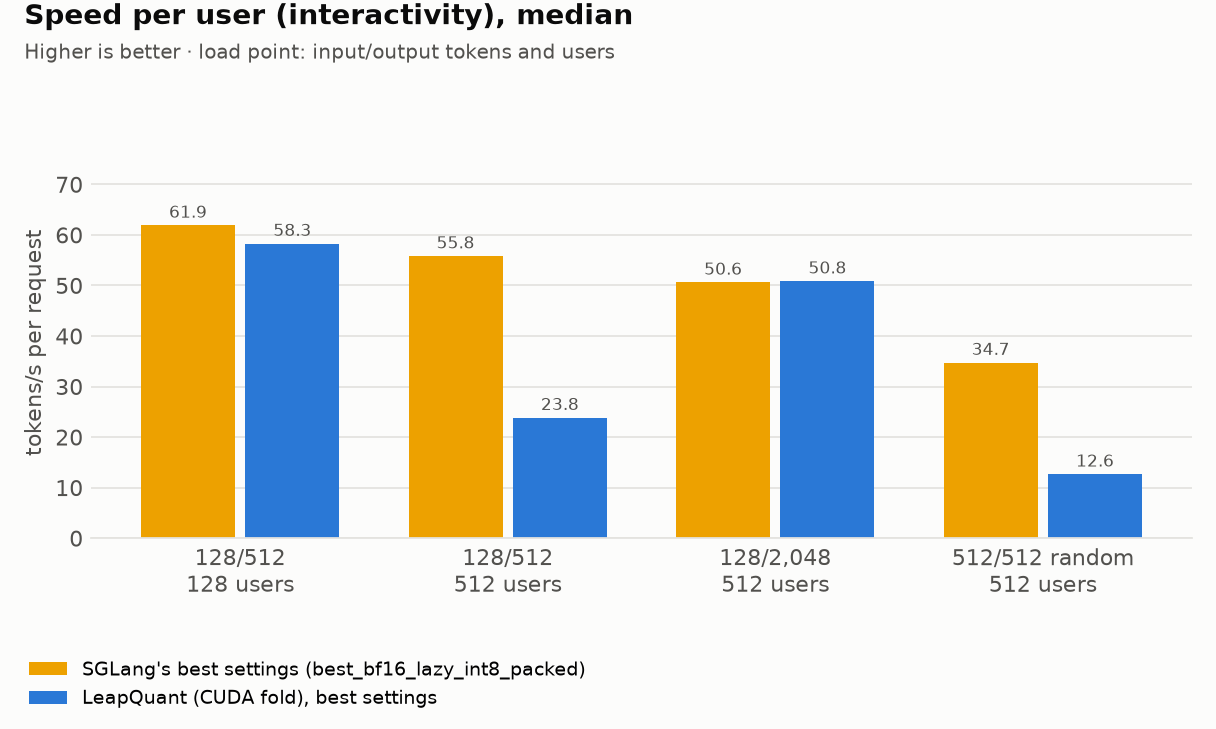 Speed per user (interactivity), median
Higher is better · load point: input/output tokens and users
tokens/s per request
70
60
50
40
30
20
10
0
61.9
58.3
55.8
23.8
50.6
50.8
34.7
12.6
128/512
128 users
128/512
512 users
128/2,048
512 users
512/512 random
512 users
SGLang's best settings (best_bf16_lazy_int8_packed)
LeapQuant (CUDA fold), best settings